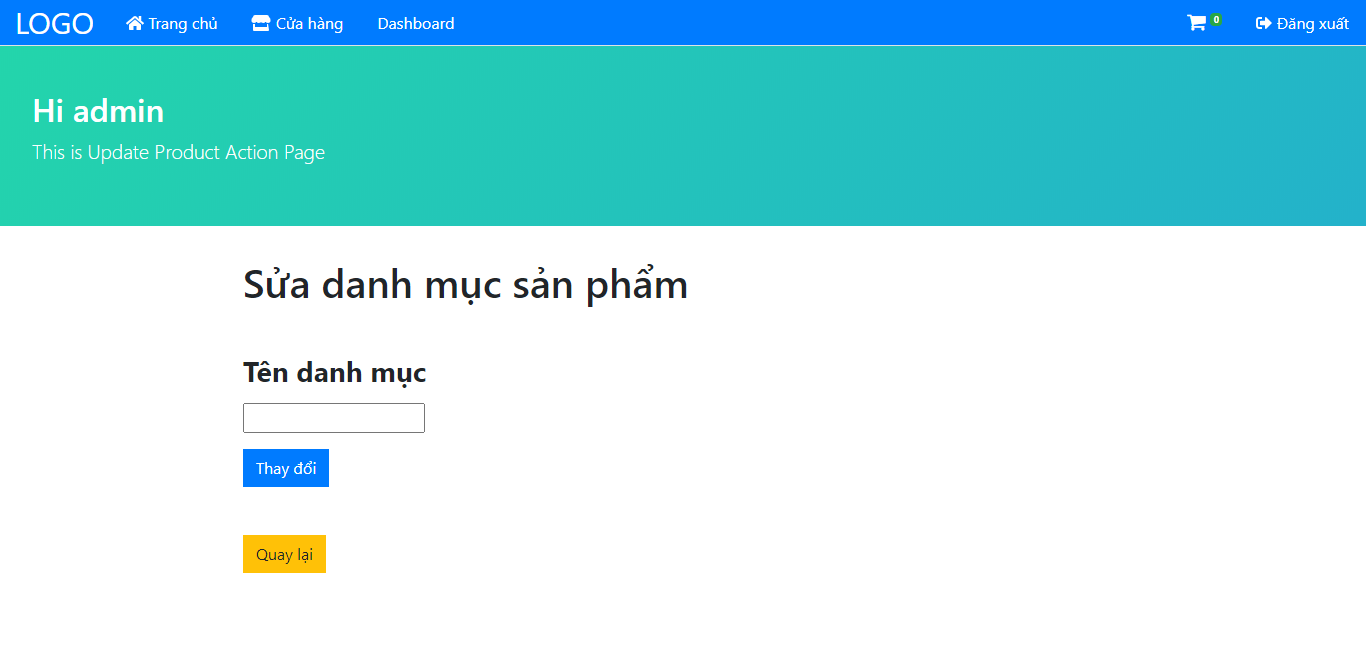 LOGO Trang chủ Cửa hàng Dashboard 0 Đăng xuất
Hi admin
This is Update Product Action Page
Sửa danh mục sản phẩm
Tên danh mục
Thay đổi
Quay lại